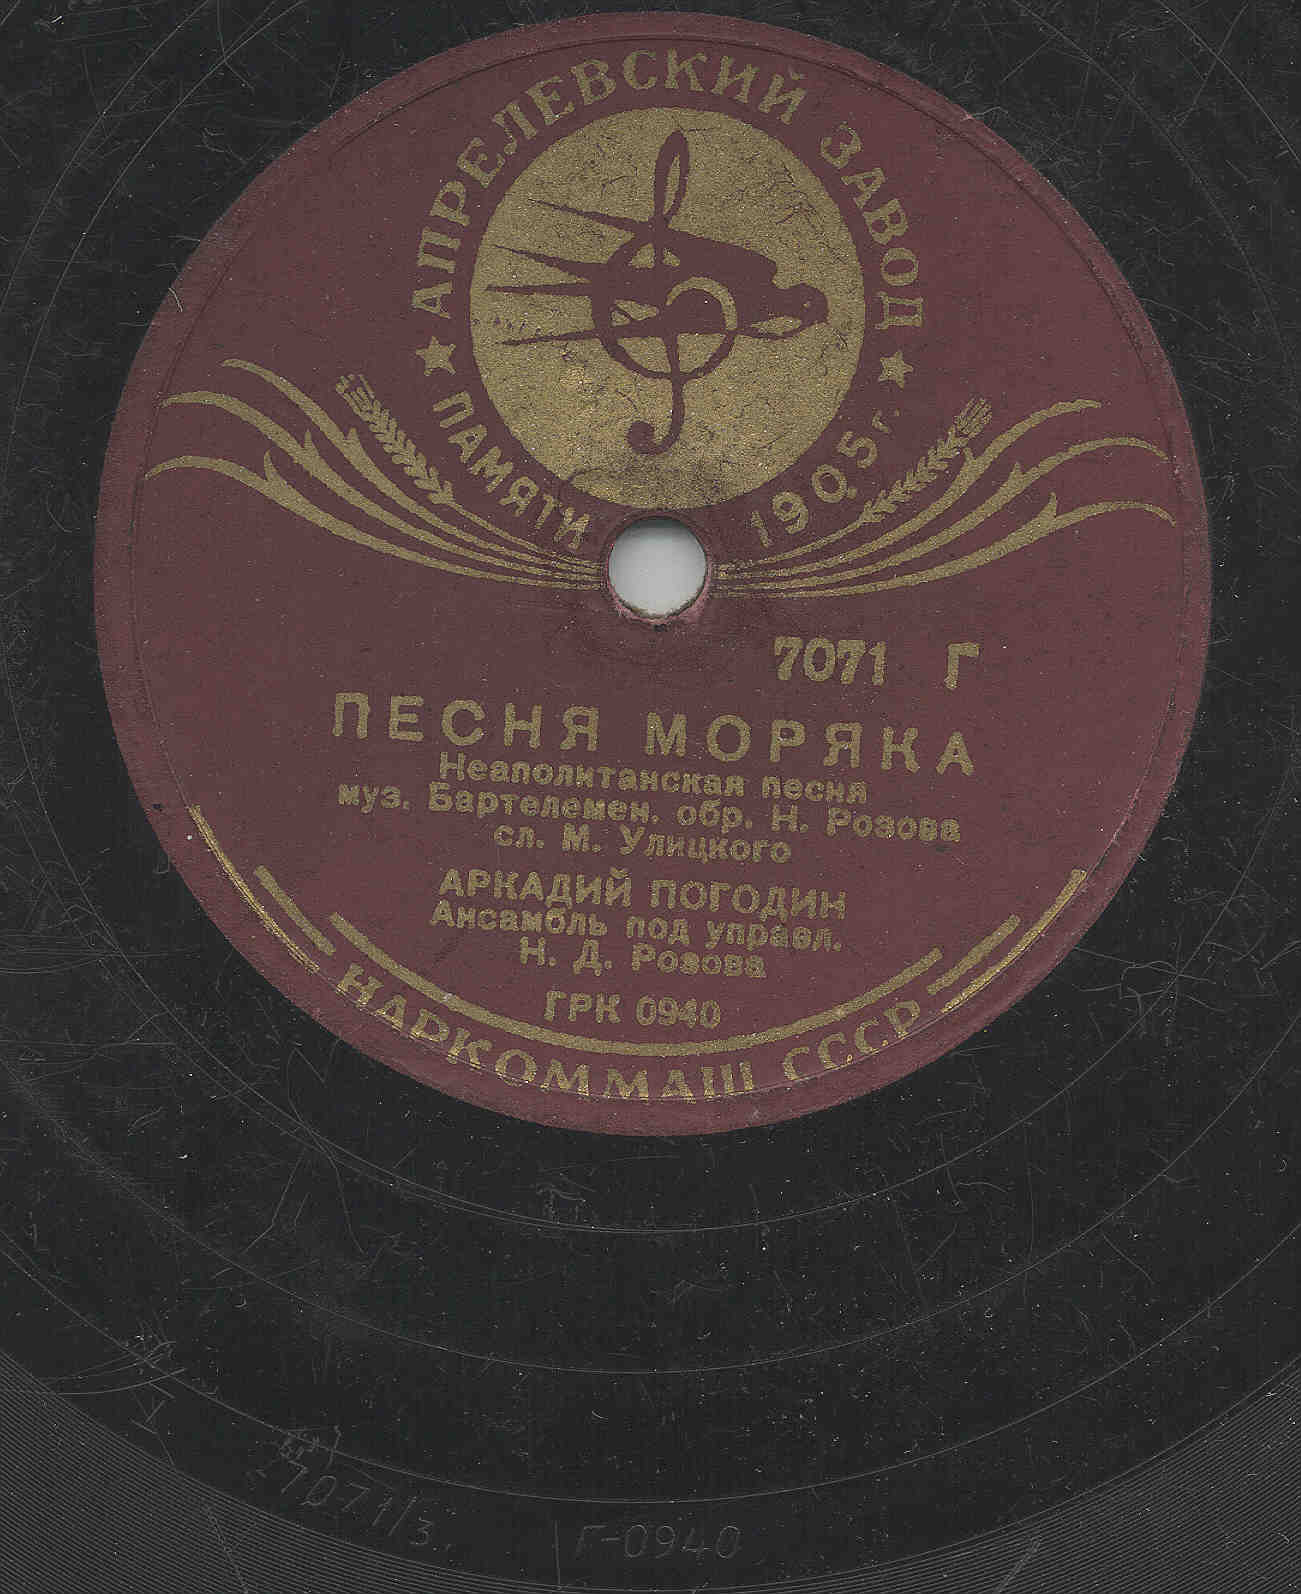 АПРЕЛЕВСКИЙ ЗАВОД
ПАМЯТИ 1905 г.
7071 Г
ПЕСНЯ МОРЯКА
Неаполитанская песня
муз. Бартелемен. обр. Н. Розова
сл. М. Улицкого
АРКАДИЙ ПОГОДИН
Ансамбль под управл.
Н. Д. Розова
ГРК 0940
НАРКОММАШ СССР
7071/3
Г-0940